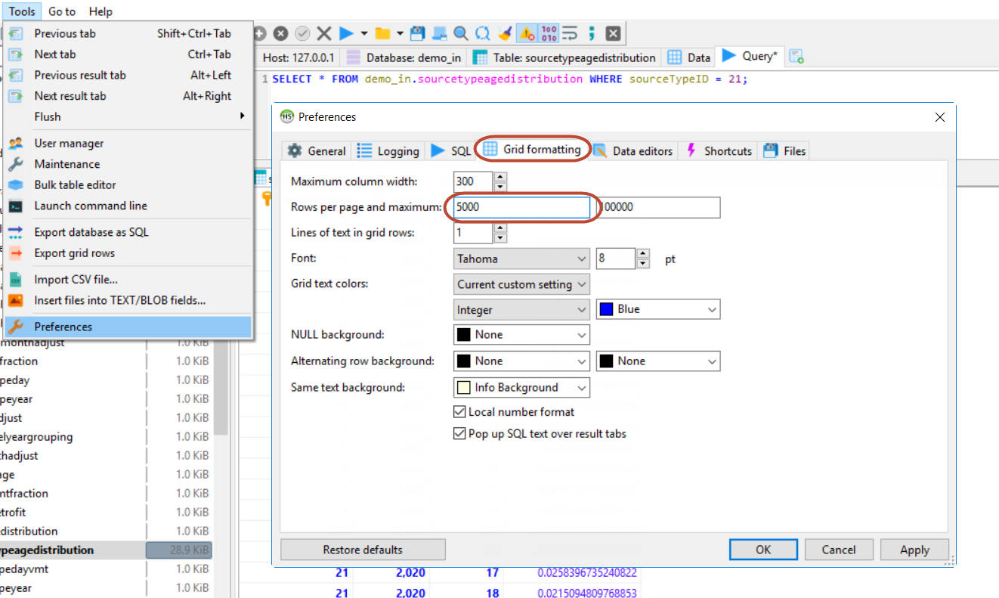 Tools Go to Help
Previous tab Shift+Ctrl+Tab
Next tab Ctrl+Tab
Previous result tab Alt+Left
Next result tab Alt+Right
Flush
User manager
Maintenance
Bulk table editor
Launch command line
Export database as SQL
Export grid rows
Import CSV file...
Insert files into TEXT/BLOB fields...
Preferences
Host: 127.0.0.1 Database: demo_in Table: sourcetypeagedistribution Data Query*
1 SELECT * FROM demo_in.sourcetypeagedistribution WHERE sourceTypeID = 21;
HS Preferences
General Logging SQL Grid formatting Data editors Shortcuts Files
Maximum column width: 300
Rows per page and maximum: 5000 100000
Lines of text in grid rows: 1
Font: Tahoma 8 pt
Grid text colors: Current custom setting
Integer Blue
NULL background: None
Alternating row background: None None
Same text background: Info Background
Local number format
Pop up SQL text over result tabs
Restore defaults OK Cancel Apply
monthadjust 1.0 KiB
fraction 1.0 KiB
peday 1.0 KiB
peyear 1.0 KiB
djust 1.0 KiB
elyeargrouping 1.0 KiB
thadjust 1.0 KiB
age 1.0 KiB
ntfraction 1.0 KiB
etrofit 1.0 KiB
edistribution 1.0 KiB
ypeagedistribution 28.9 KiB
pedayvmt 1.0 KiB
peyear 1.0 KiB
21 2,020 17 0.0258396735240822
21 2,020 18 0.0215094809768853